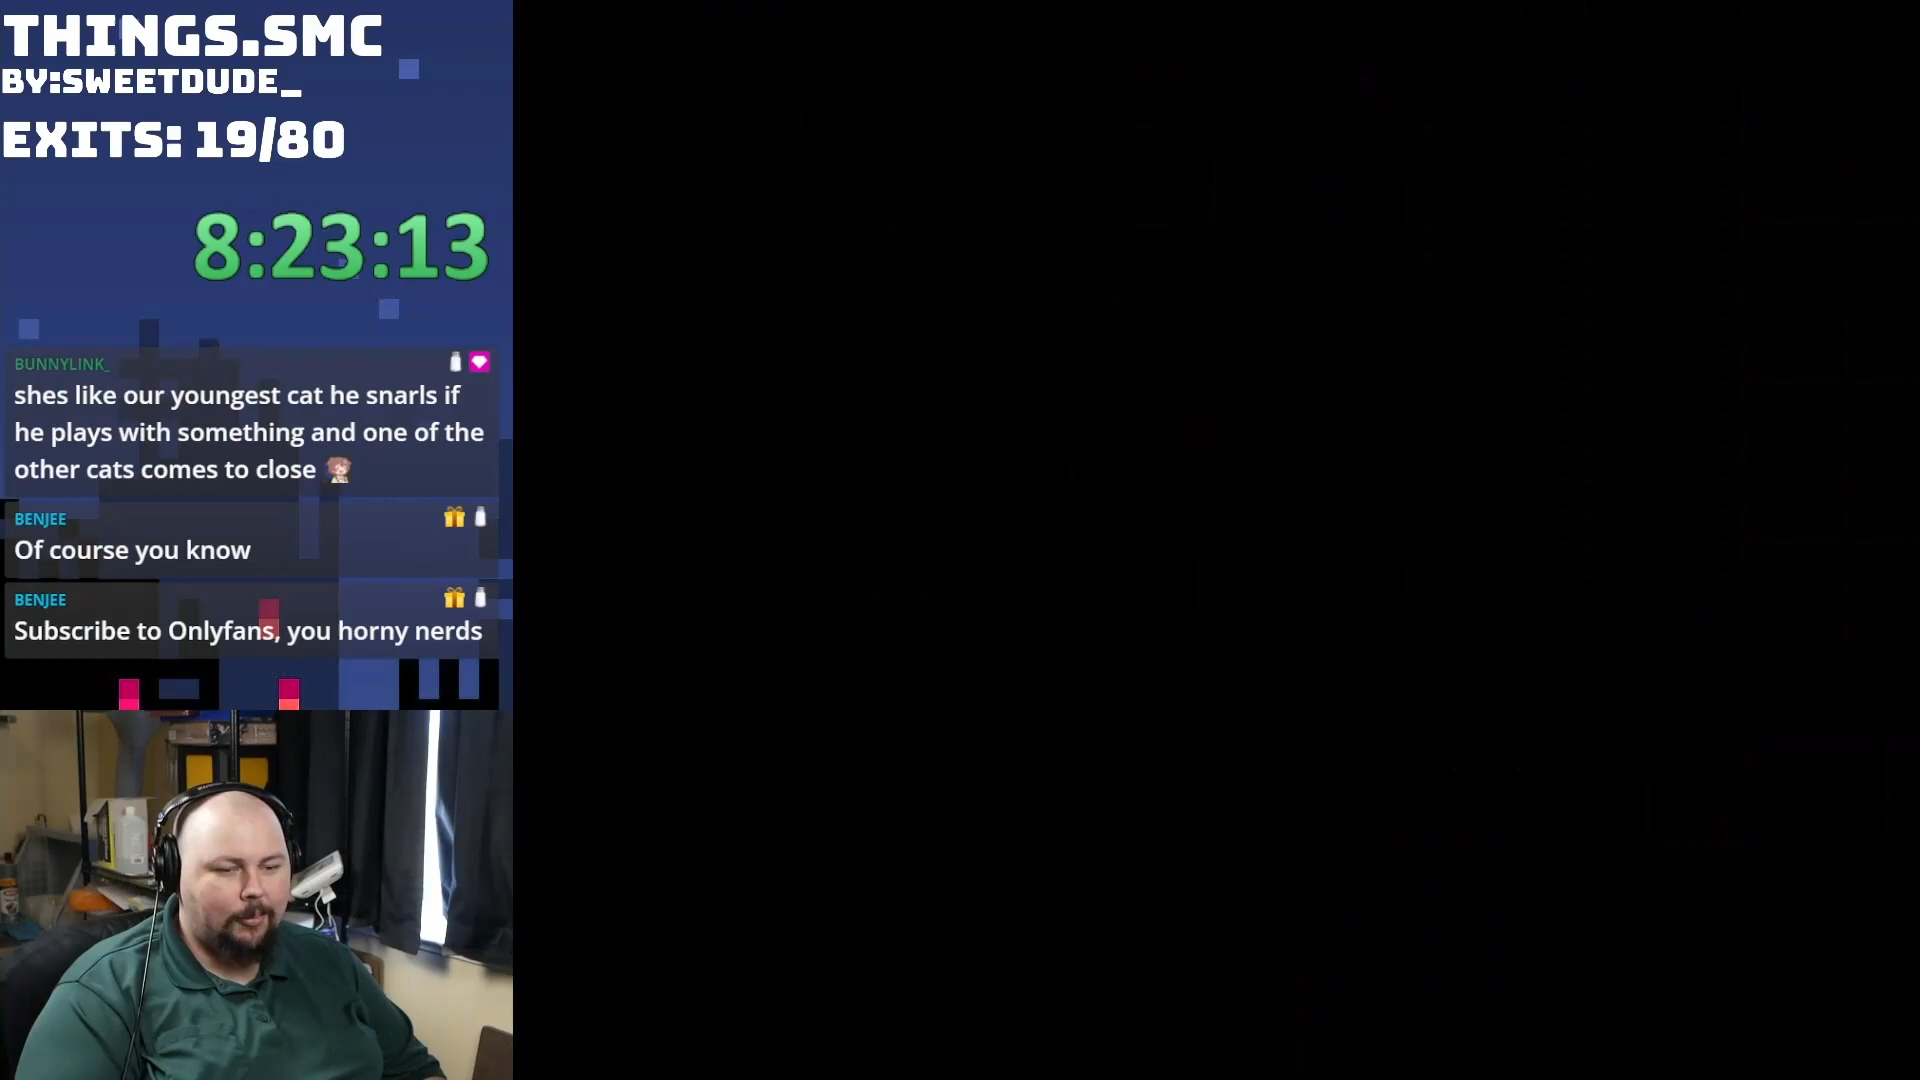 THINGS.SMC
BY:SWEETDUDE_
EXITS: 19/80
8:23:13
BUNNYLINK_
shes like our youngest cat he snarls if
he plays with something and one of the
other cats comes to close
BENJEE
Of course you know
BENJEE
Subscribe to Onlyfans, you horny nerds